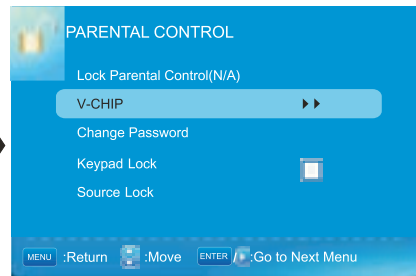 PARENTAL CONTROL
Lock Parental Control(N/A)
V-CHIP
Change Password
Keypad Lock
Source Lock
MENU :Return :Move ENTER / :Go to Next Menu